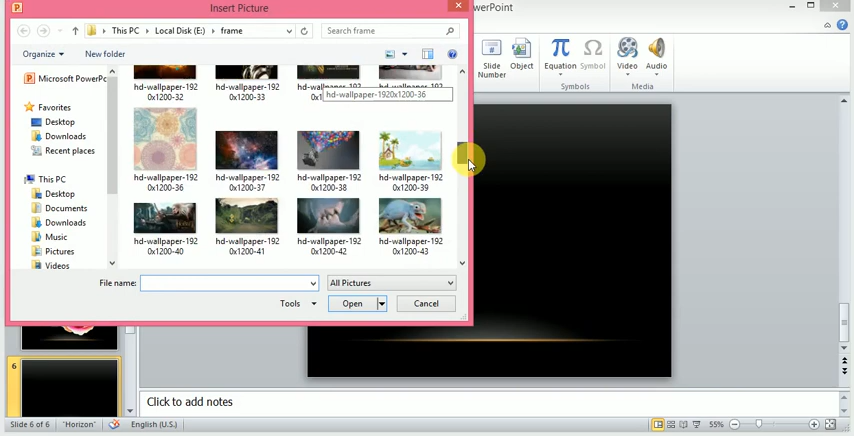 Insert Picture
PowerPoint
This PC
Local Disk (E:)
frame
Search frame
Organize
New folder
Slide Number
Object
Equation
Symbol
Symbols
Video
Audio
Media
Microsoft PowerPo
Favorites
Desktop
Downloads
Recent places
This PC
Desktop
Documents
Downloads
Music
Pictures
Videos
hd-wallpaper-192
0x1200-32
hd-wallpaper-192
0x1200-33
hd-wallpaper-1920x1200-36
hd-wallpaper-192
0x1200-36
hd-wallpaper-192
0x1200-37
hd-wallpaper-192
0x1200-38
hd-wallpaper-192
0x1200-39
hd-wallpaper-192
0x1200-40
hd-wallpaper-192
0x1200-41
hd-wallpaper-192
0x1200-42
hd-wallpaper-192
0x1200-43
File name:
All Pictures
Tools
Open
Cancel
6
Click to add notes
Slide 6 of 6
"Horizon"
English (U.S.)
55%